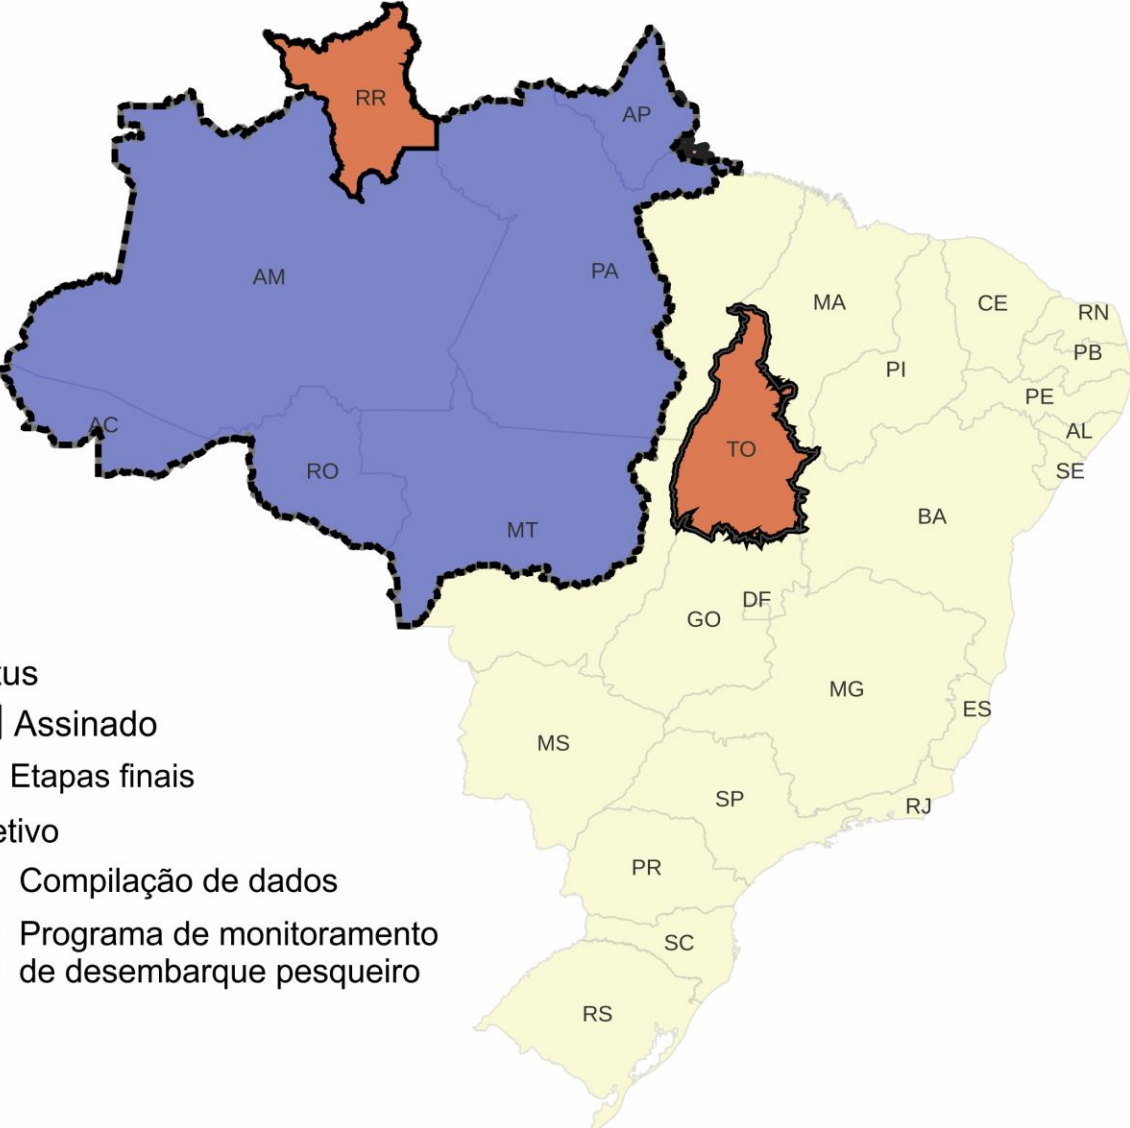 RR
AP
AM
PA
MA
CE
RN
PB
PI
PE
AC
AL
TO
SE
RO
BA
MT
DF
GO
tus
Assinado
MG
ES
MS
Etapas finais
SP
RJ
etivo
PR
Compilação de dados
Programa de monitoramento
de desembarque pesqueiro
SC
RS